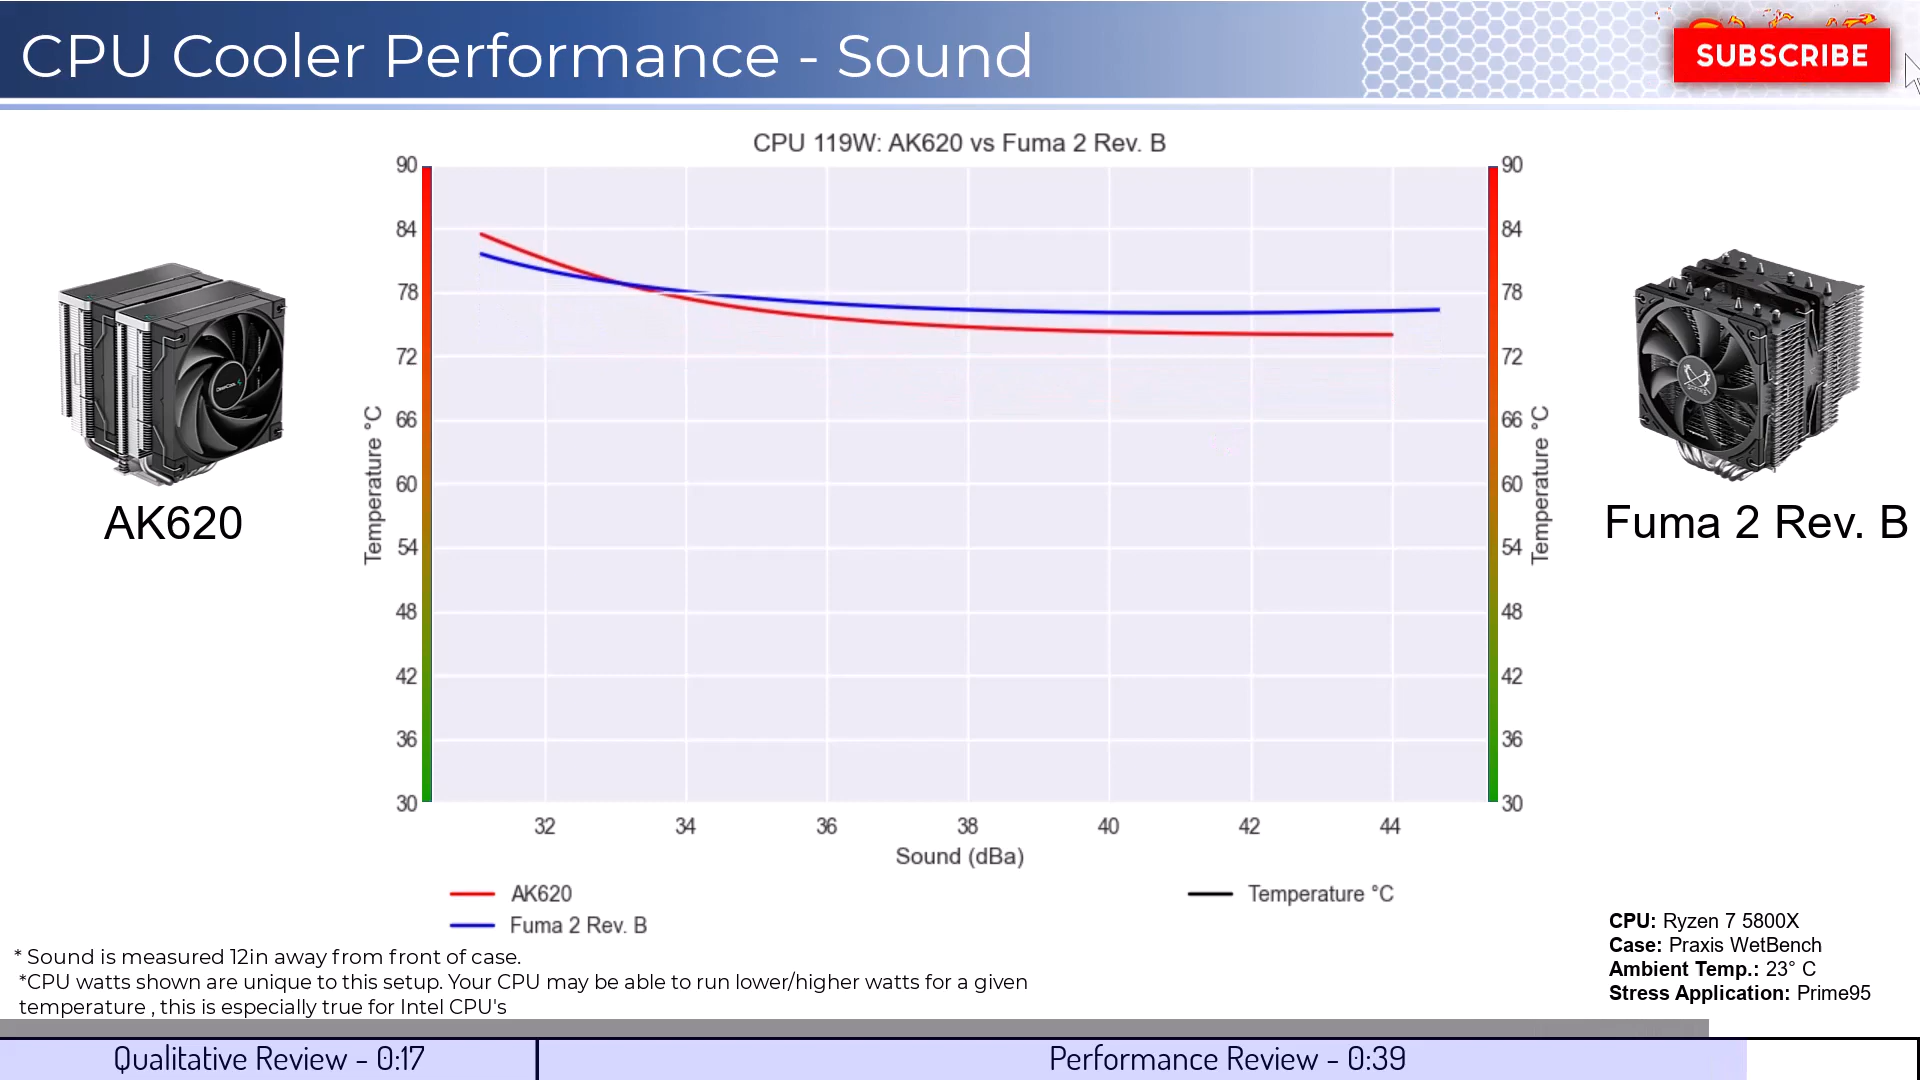 CPU Cooler Performance - Sound
SUBSCRIBE
CPU 119W: AK620 vs Fuma 2 Rev. B
90
84
78
72
66
60
54
48
42
36
30
Temperature °C
90
84
78
72
66
60
54
48
42
36
30
Temperature °C
32 34 36 38 40 42 44
Sound (dBa)
AK620
Fuma 2 Rev. B
AK620
Fuma 2 Rev. B
Temperature °C
* Sound is measured 12in away from front of case.
*CPU watts shown are unique to this setup. Your CPU may be able to run lower/higher watts for a given
temperature , this is especially true for Intel CPU's
CPU: Ryzen 7 5800X
Case: Praxis WetBench
Ambient Temp.: 23° C
Stress Application: Prime95
Qualitative Review - 0:17
Performance Review - 0:39